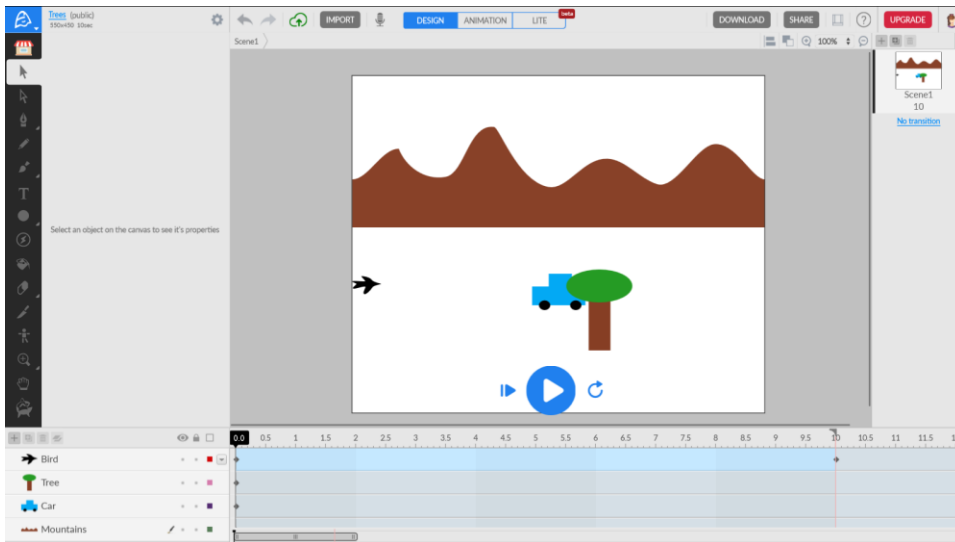 Trees (public)
550x450 10sec
IMPORT
DESIGN ANIMATION LITE beta
DOWNLOAD SHARE ? UPGRADE
Scene1
100%
Scene1
10
No transition
Select an object on the canvas to see it's properties
0.0 0.5 1 1.5 2 2.5 3 3.5 4 4.5 5 5.5 6 6.5 7 7.5 8 8.5 9 9.5 10 10.5 11 11.5
Bird
Tree
Car
Mountains